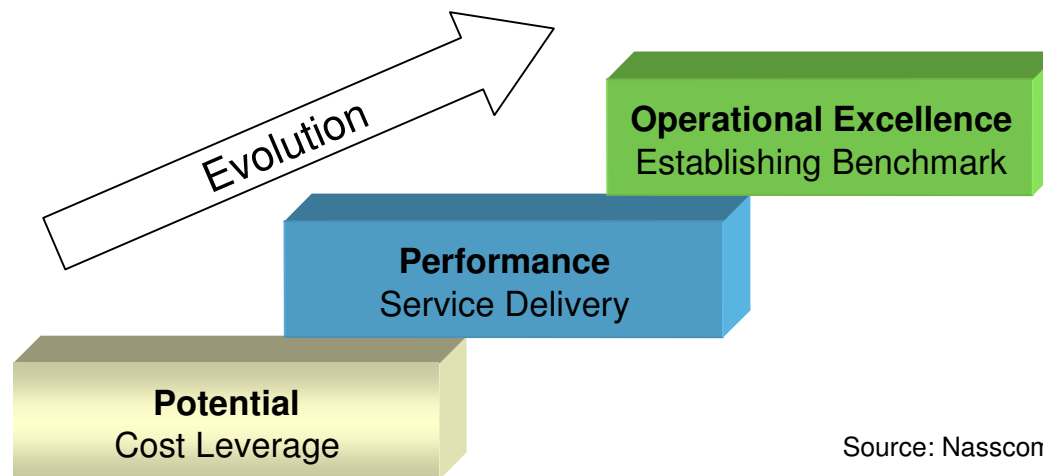 Evolution
Operational Excellence
Establishing Benchmark
Performance
Service Delivery
Potential
Cost Leverage
Source: Nasscom